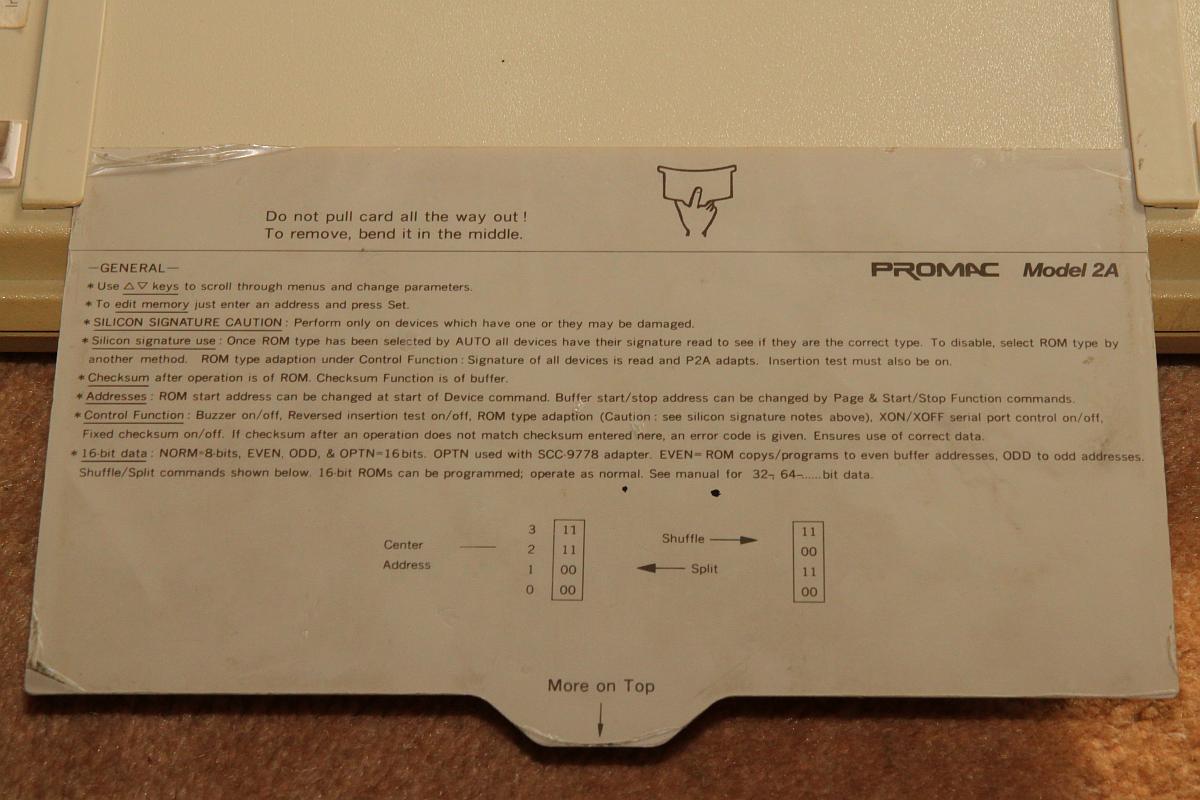 Do not pull card all the way out !
To remove, bend it in the middle.
—GENERAL—
PROMAC Model 2A
* Use △ ▽ keys to scroll through menus and change parameters.
* To edit memory just enter an address and press Set.
* SILICON SIGNATURE CAUTION : Perform only on devices which have one or they may be damaged.
* Silicon signature use : Once ROM type has been selected by AUTO all devices have their signature read to see if they are the correct type. To disable, select ROM type by
another method. ROM type adaption under Control Function : Signature of all devices is read and P2A adapts. Insertion test must also be on.
* Checksum after operation is of ROM. Checksum Function is of buffer.
* Addresses : ROM start address can be changed at start of Device command. Buffer start/stop address can be changed by Page & Start/Stop Function commands.
* Control Function : Buzzer on/off, Reversed insertion test on/off, ROM type adaption (Caution : see silicon signature notes above), XON/XOFF serial port control on/off,
Fixed checksum on/off. If checksum after an operation does not match checksum entered here, an error code is given. Ensures use of correct data.
* 16-bit data : NORM=8-bits, EVEN, ODD, & OPTN=16bits. OPTN used with SCC-9778 adapter. EVEN= ROM copys/programs to even buffer addresses, ODD to odd addresses.
Shuffle/Split commands shown below. 16-bit ROMs can be programmed; operate as normal. See manual for 32-, 64-......bit data.
Center
Address
3 11
2 11
1 00
0 00
Shuffle
Split
11
00
11
00
More on Top